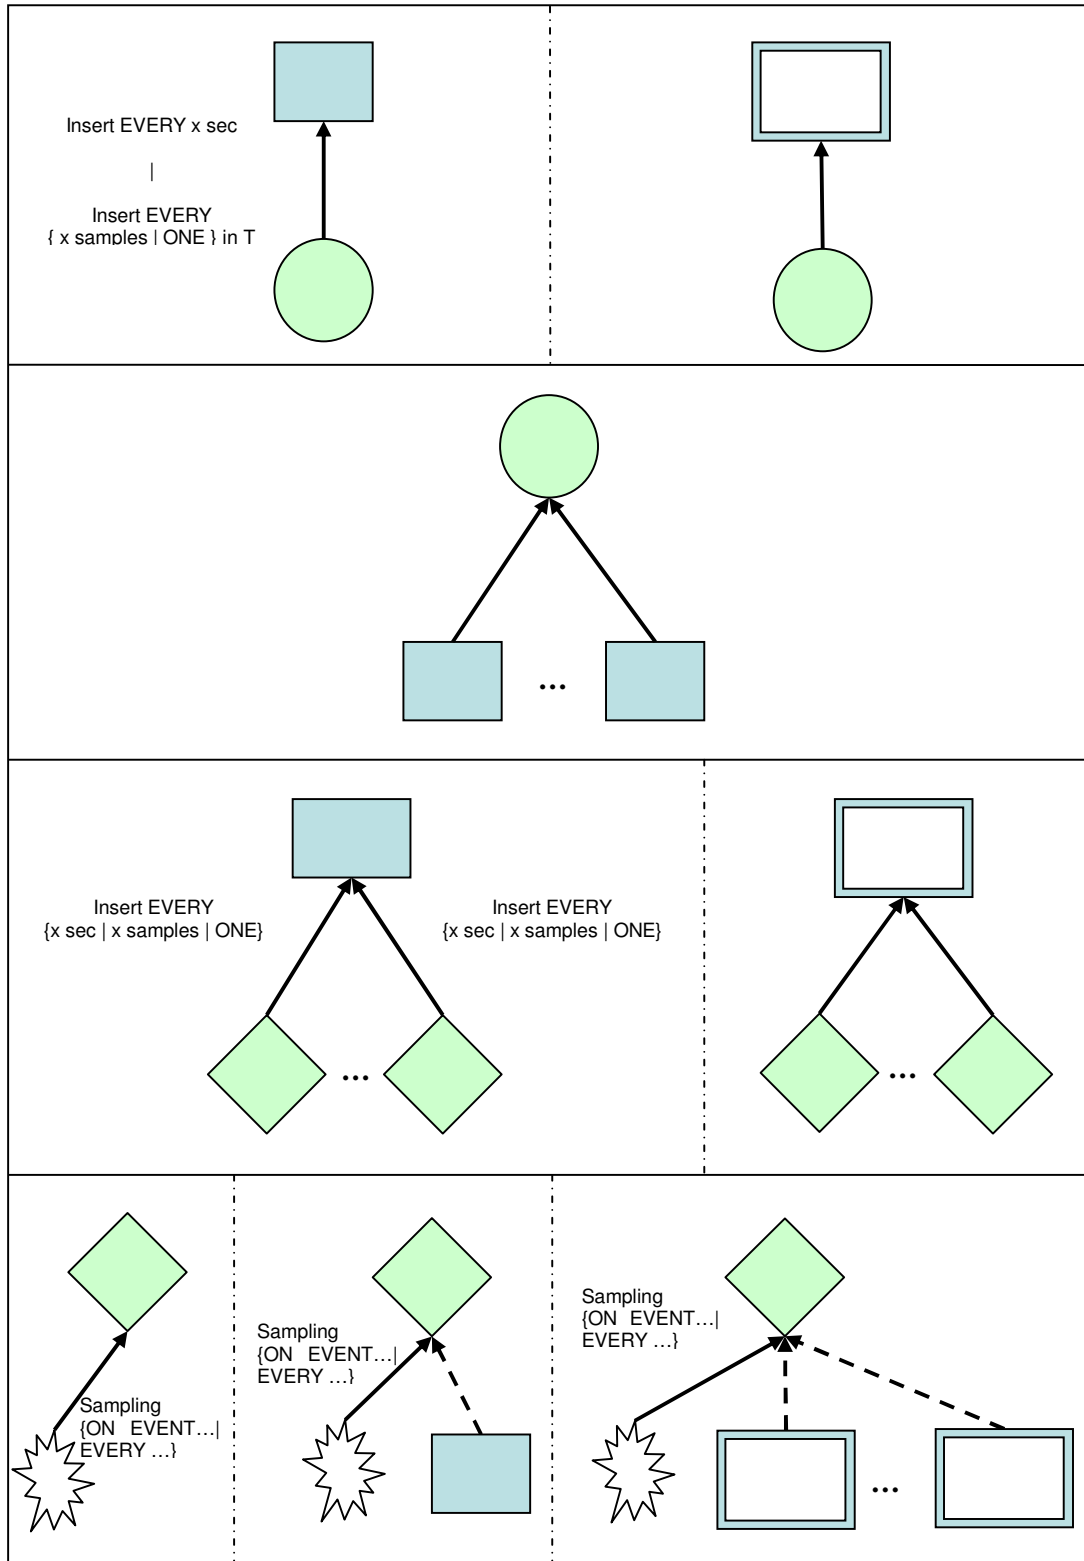 Insert EVERY x sec
|
Insert EVERY
{ x samples | ONE } in T
...
Insert EVERY
{x sec | x samples | ONE}
Insert EVERY
{x sec | x samples | ONE}
...
...
Sampling
{ON EVENT...|
EVERY ...}
Sampling
{ON EVENT...|
EVERY ...}
Sampling
{ON EVENT...|
EVERY ...}
...